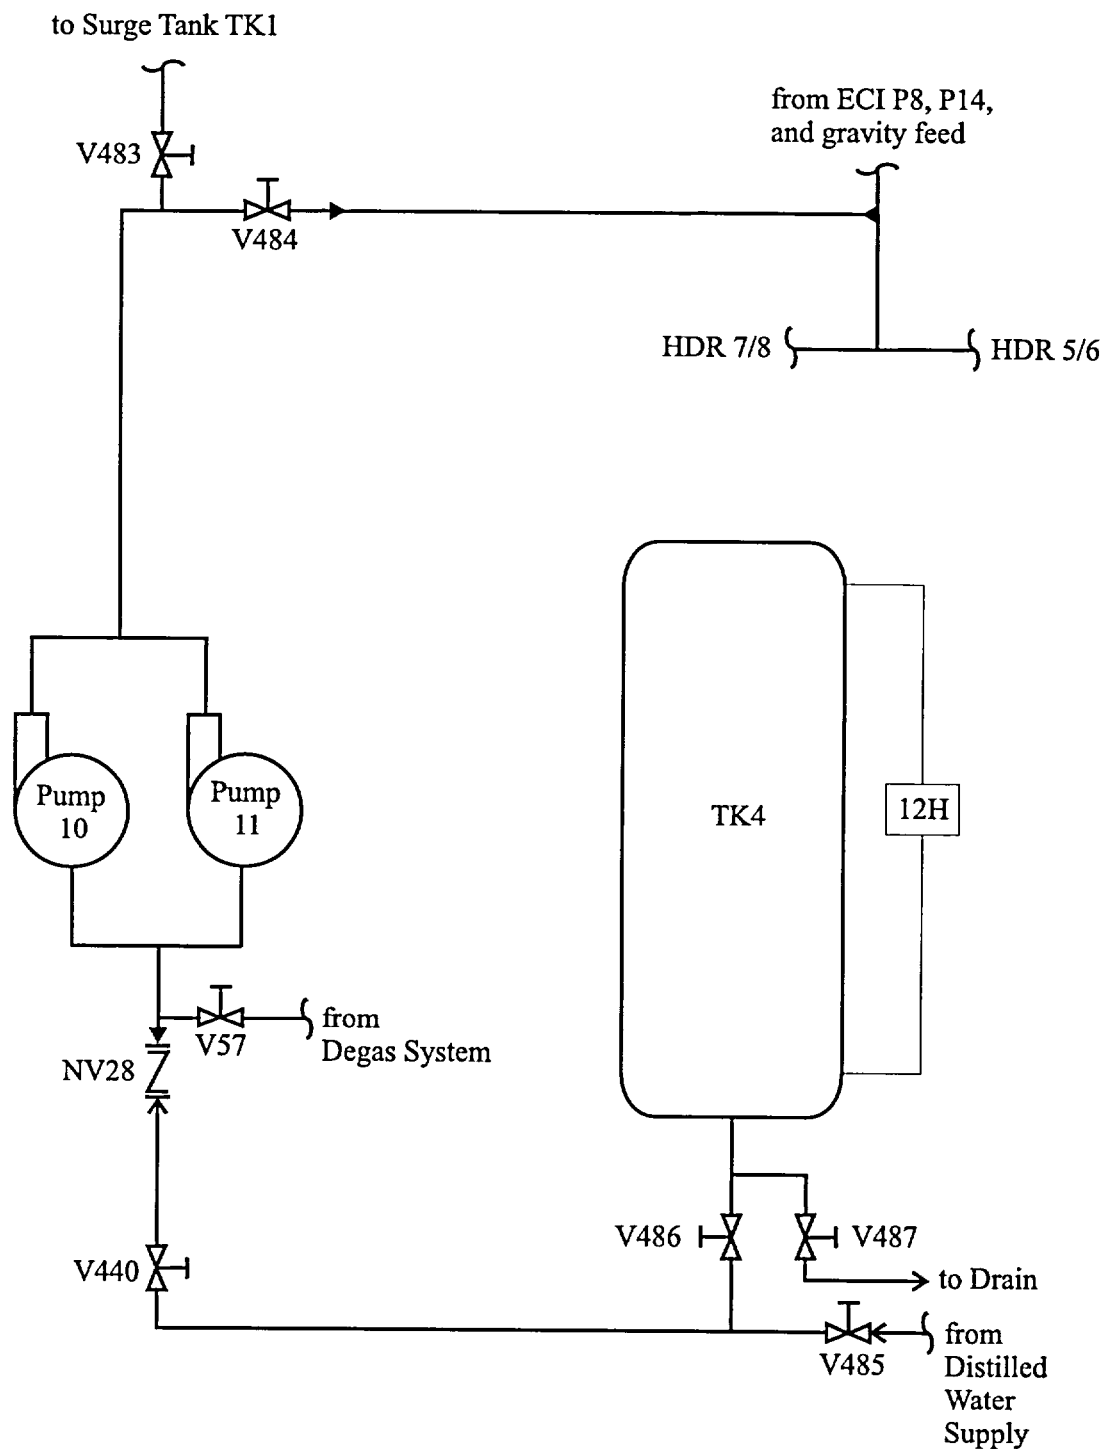 to Surge Tank TK1
from ECI P8, P14,
and gravity feed
V483
V484
HDR 7/8
HDR 5/6
Pump
10
Pump
11
TK4
12H
V57
from
Degas System
NV28
V486
V487
V440
to Drain
V485
from
Distilled
Water
Supply